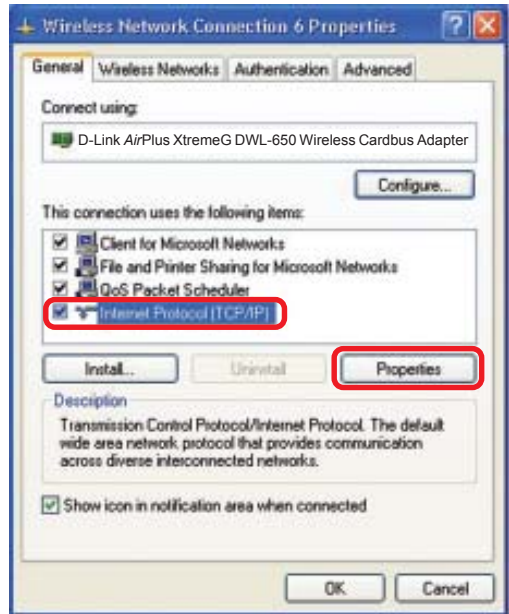 Wireless Network Connection 6 Properties
General Wireless Networks Authentication Advanced
Connect using:
D-Link AirPlus XtremeG DWL-650 Wireless Cardbus Adapter
Configure...
This connection uses the following items:
Client for Microsoft Networks
File and Printer Sharing for Microsoft Networks
QoS Packet Scheduler
Internet Protocol (TCP/IP)
Install... Uninstall Properties
Description
Transmission Control Protocol/Internet Protocol. The default
wide area network protocol that provides communication
across diverse interconnected networks.
Show icon in notification area when connected
OK Cancel